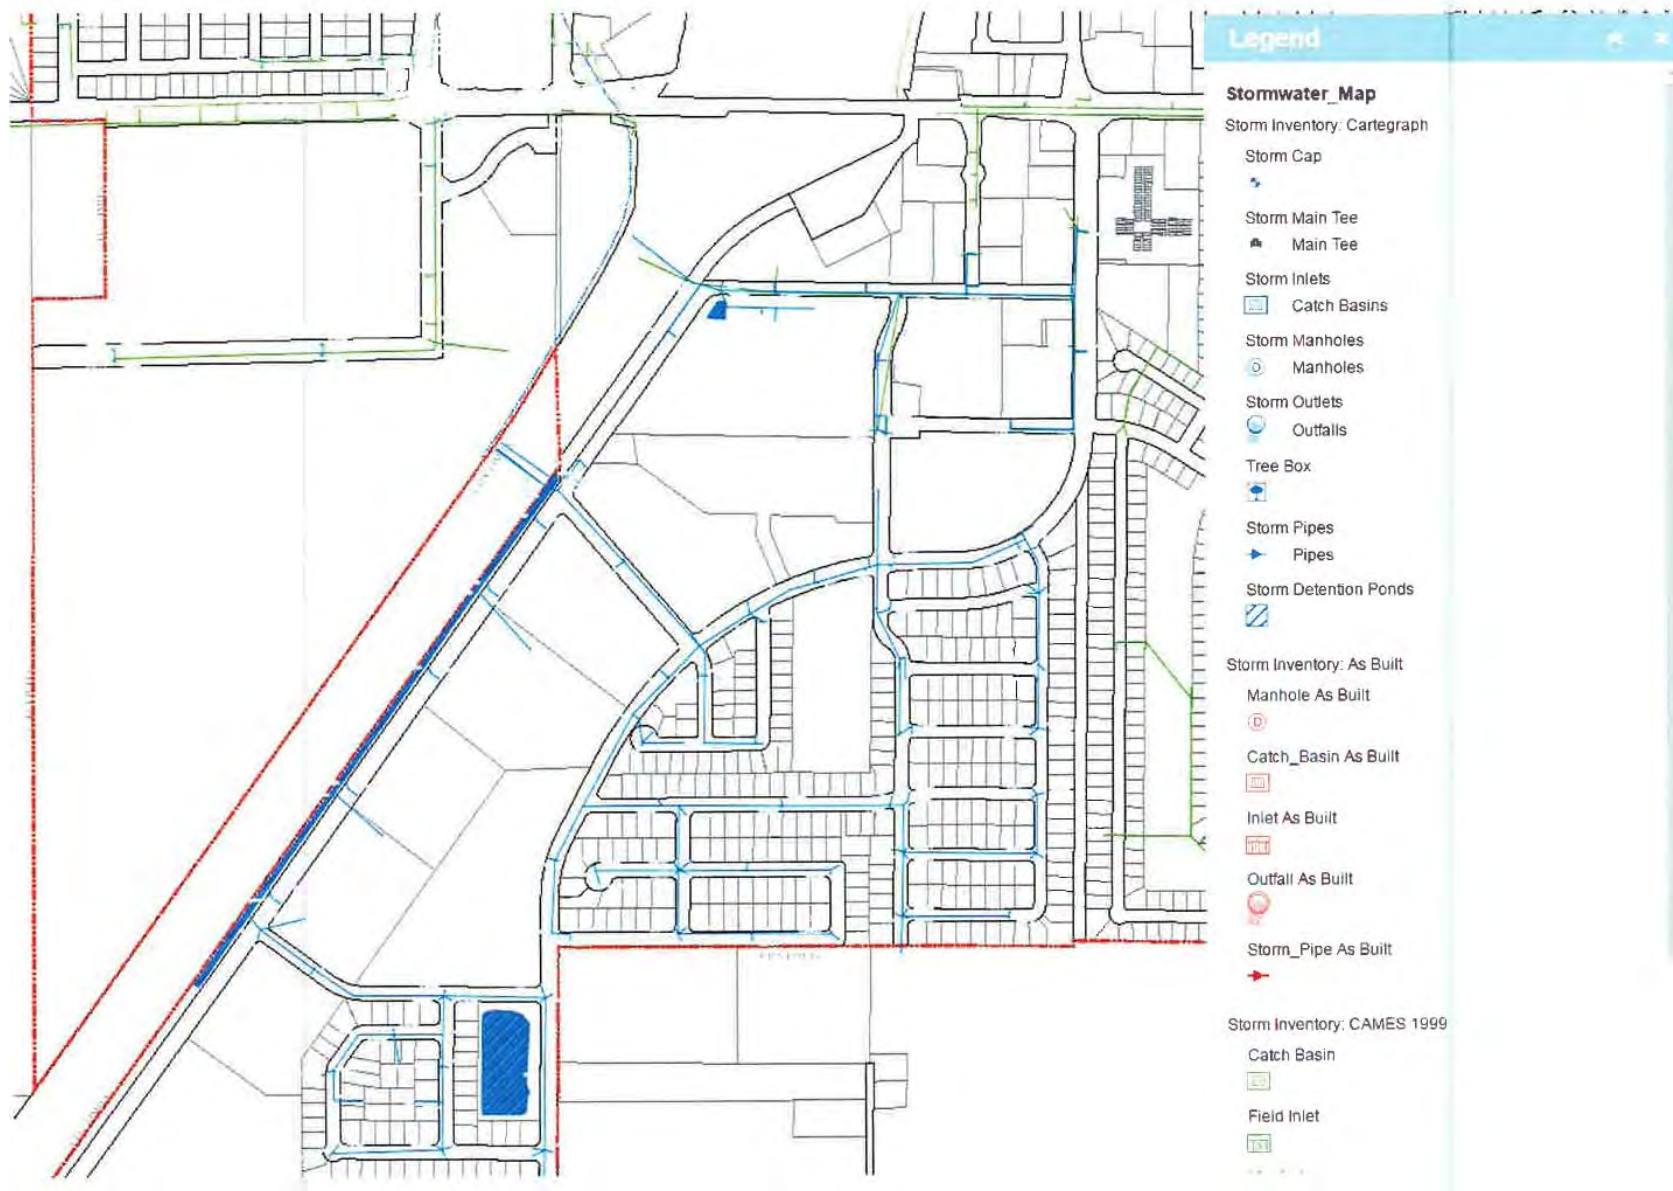 Legend
Stormwater_Map
Storm Inventory: Cartegraph
Storm Cap
Storm Main Tee
Main Tee
Storm Inlets
Catch Basins
Storm Manholes
D Manholes
Storm Outlets
Outfalls
Tree Box
Storm Pipes
Pipes
Storm Detention Ponds
Storm Inventory: As Built
Manhole As Built
D
Catch_Basin As Built
Inlet As Built
Outfall As Built
Storm_Pipe As Built
Storm Inventory: CAMES 1999
Catch Basin
Field Inlet